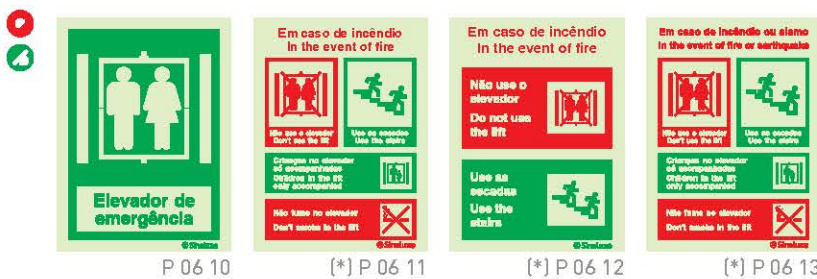 Elevador de
emergência
P 06 10
Em caso de incêndio
In the event of fire
Não use o elevador
Don't use the lift
Use as escadas
Use the stairs
Crianças no elevador
só acompanhadas
Children in the lift
only accompanied
Não fume no elevador
Don't smoke in the lift
(*) P 06 11
Em caso de incêndio
In the event of fire
Não use o
elevador
Do not use
the lift
Use as
escadas
Use the
stairs
(*) P 06 12
Em caso de incêndio ou sismo
In the event of fire or earthquake
Não use o elevador
Don't use the lift
Use as escadas
Use the stairs
Crianças no elevador
só acompanhadas
Children in the lift
only accompanied
Não fume no elevador
Don't smoke in the lift
(*) P 06 13